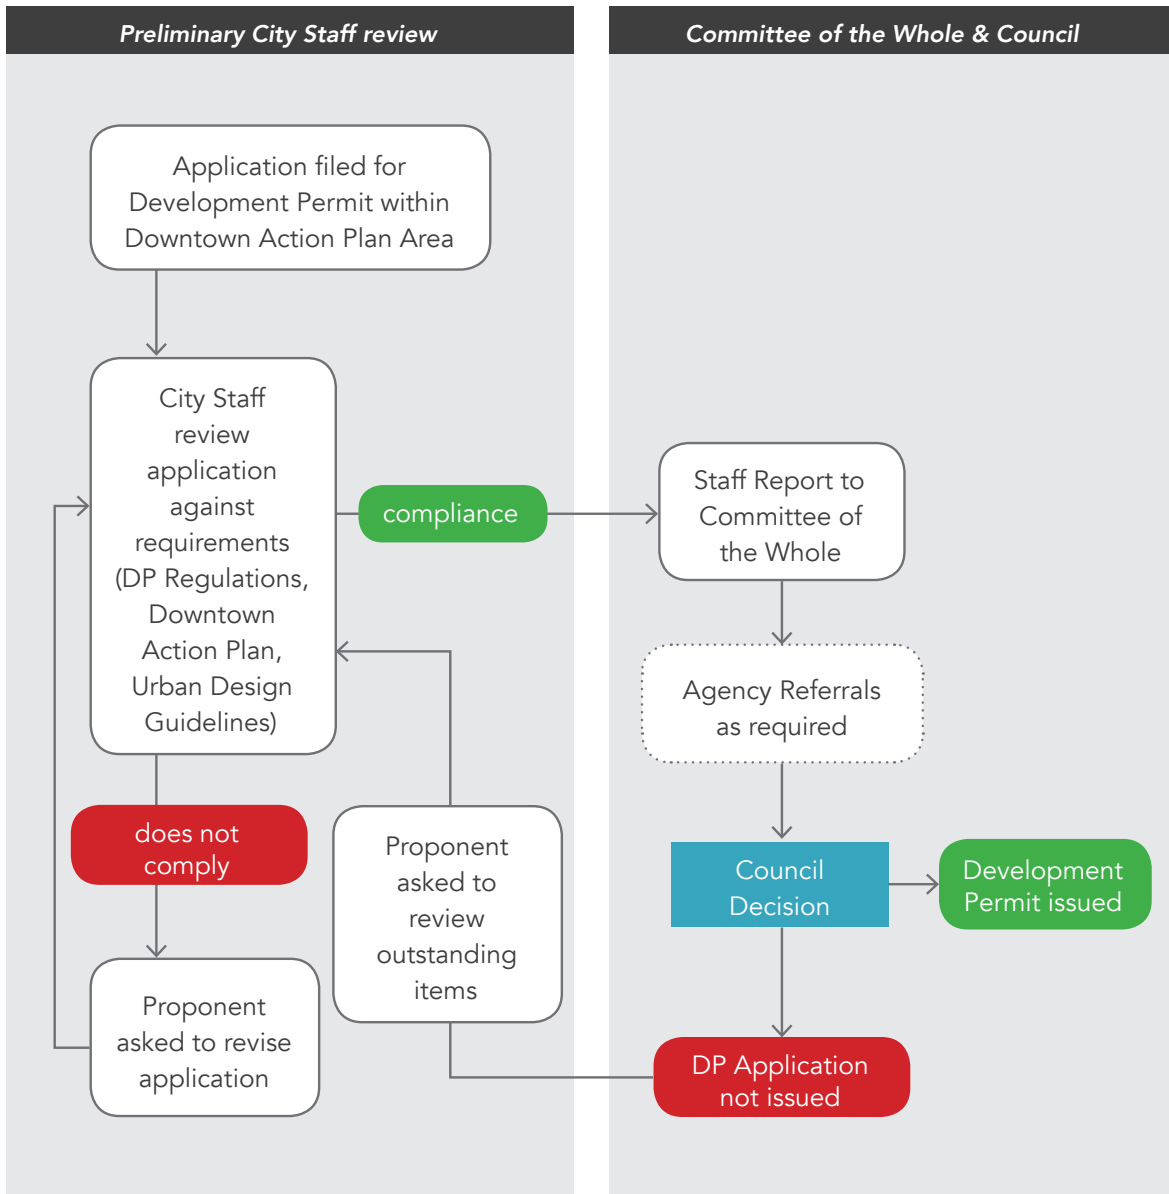 Preliminary City Staff review
Application filed for
Development Permit within
Downtown Action Plan Area
City Staff
review
application
against
requirements
(DP Regulations,
Downtown
Action Plan,
Urban Design
Guidelines)
compliance
does not
comply
Proponent
asked to revise
application
Proponent
asked to
review
outstanding
items
Committee of the Whole & Council
Staff Report to
Committee of
the Whole
Agency Referrals
as required
Council
Decision
Development
Permit issued
DP Application
not issued